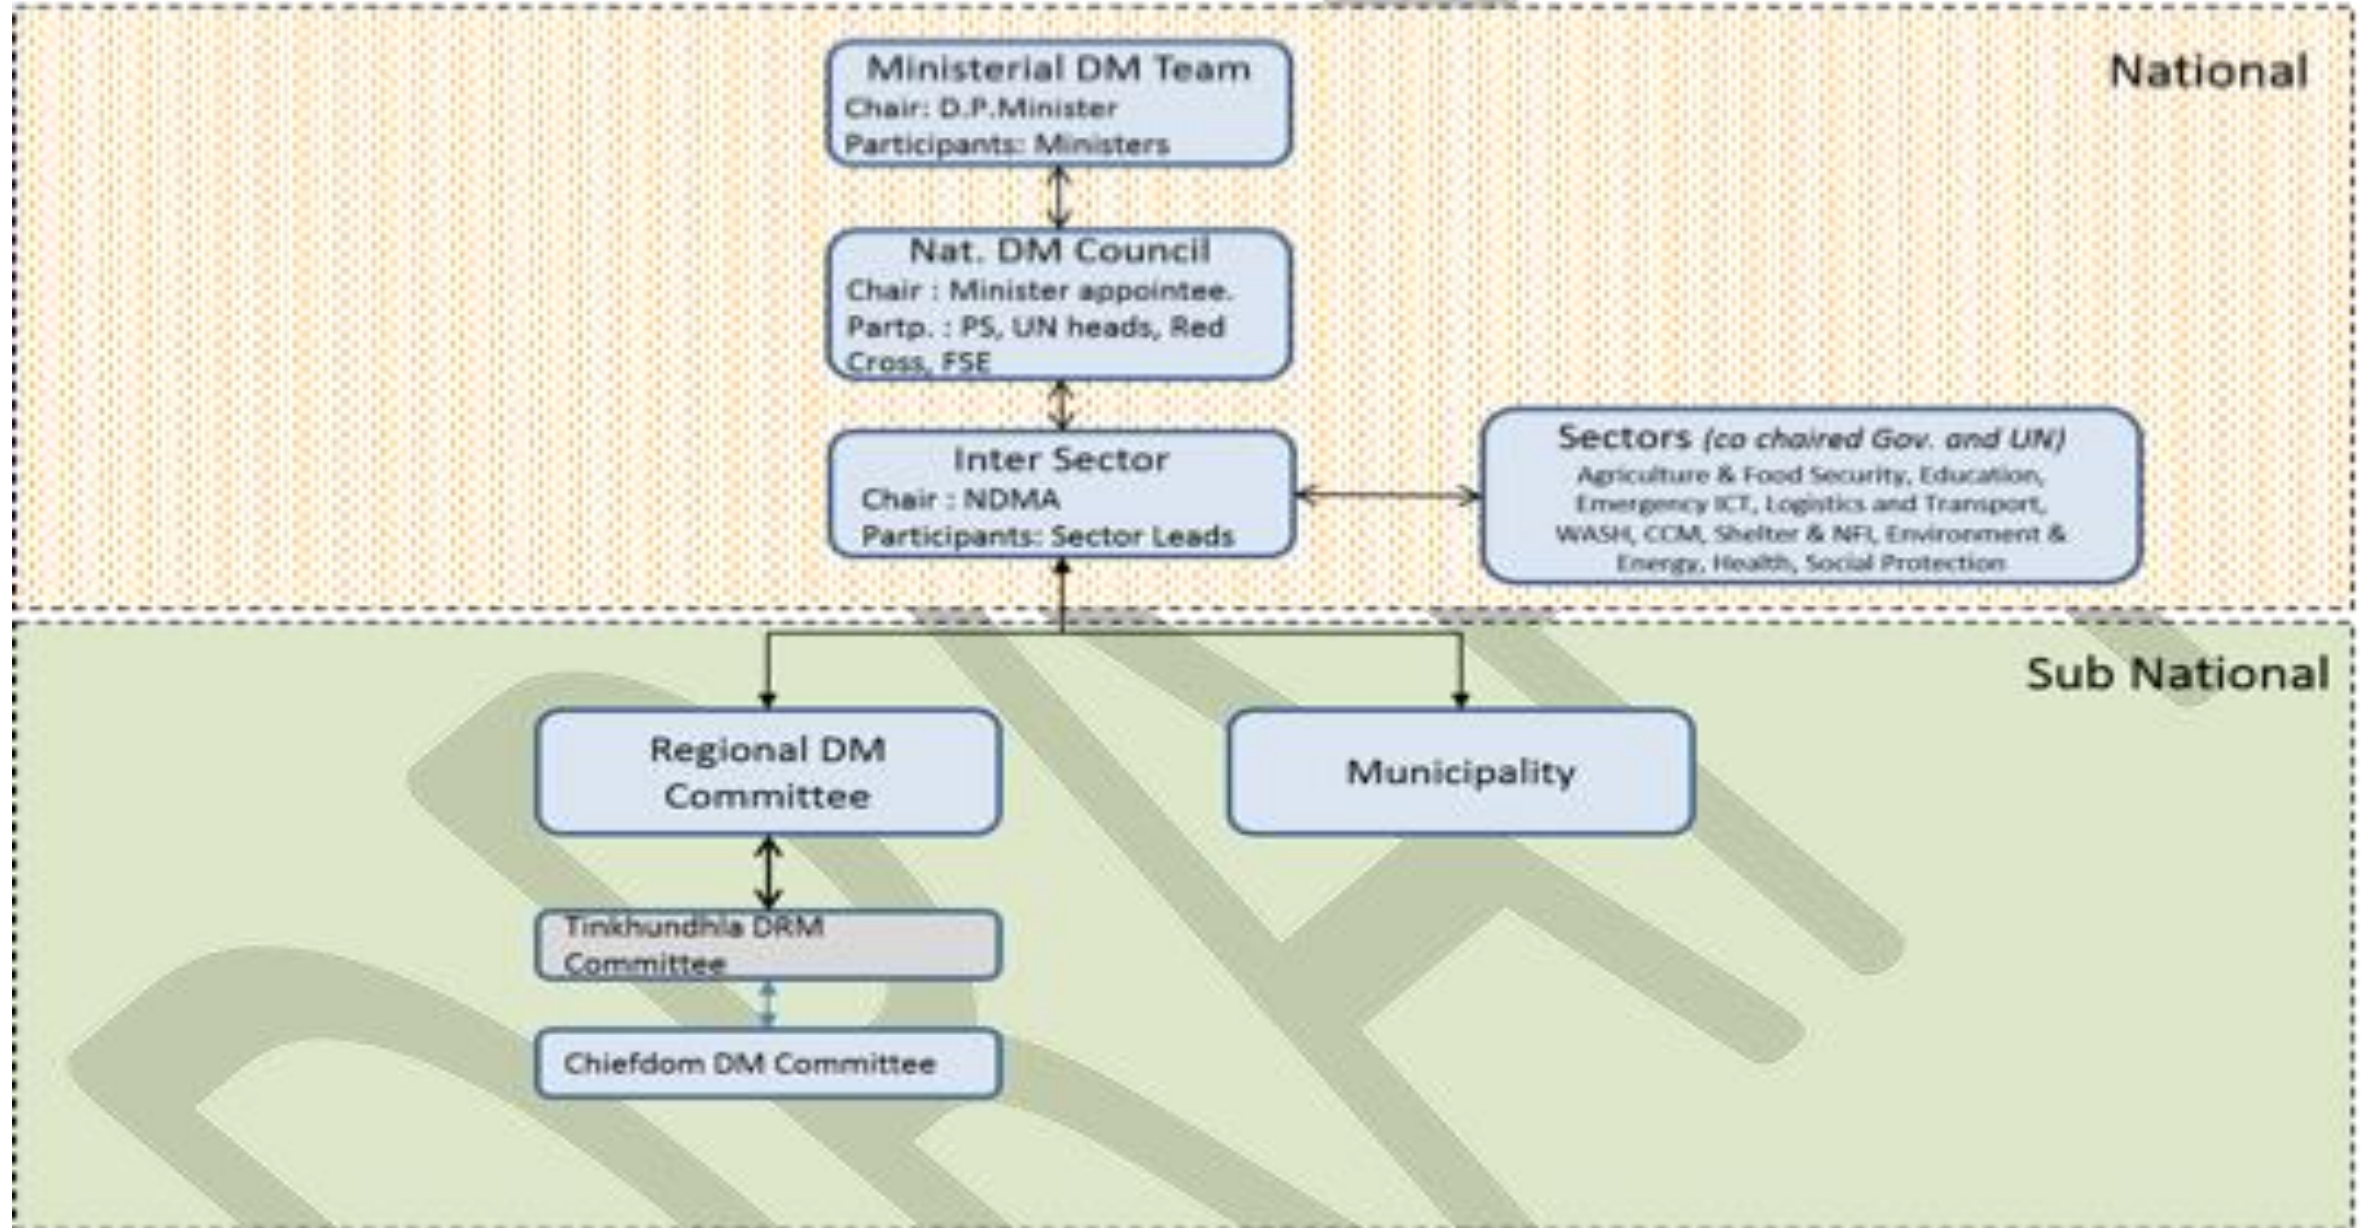 National
Ministerial DM Team
Chair: D.P.Minister
Participants: Ministers
Nat. DM Council
Chair : Minister appointee.
Partp. : PS, UN heads, Red
Cross, FSE
Inter Sector
Chair : NDMA
Participants: Sector Leads
Sectors (co chaired Gov. and UN)
Agriculture & Food Security, Education,
Emergency ICT, Logistics and Transport,
WASH, CCM, Shelter & NFI, Environment &
Energy, Health, Social Protection
Sub National
Regional DM
Committee
Municipality
Tinkhundhla DRM
Committee
Chiefdom DM Committee